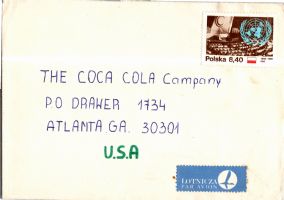 Polska 8,40
THE COCA COLA Company
P.O DRAWER 1734
ATLANTA GA. 30301
U.S.A
LOTNICZA
PAR AVION